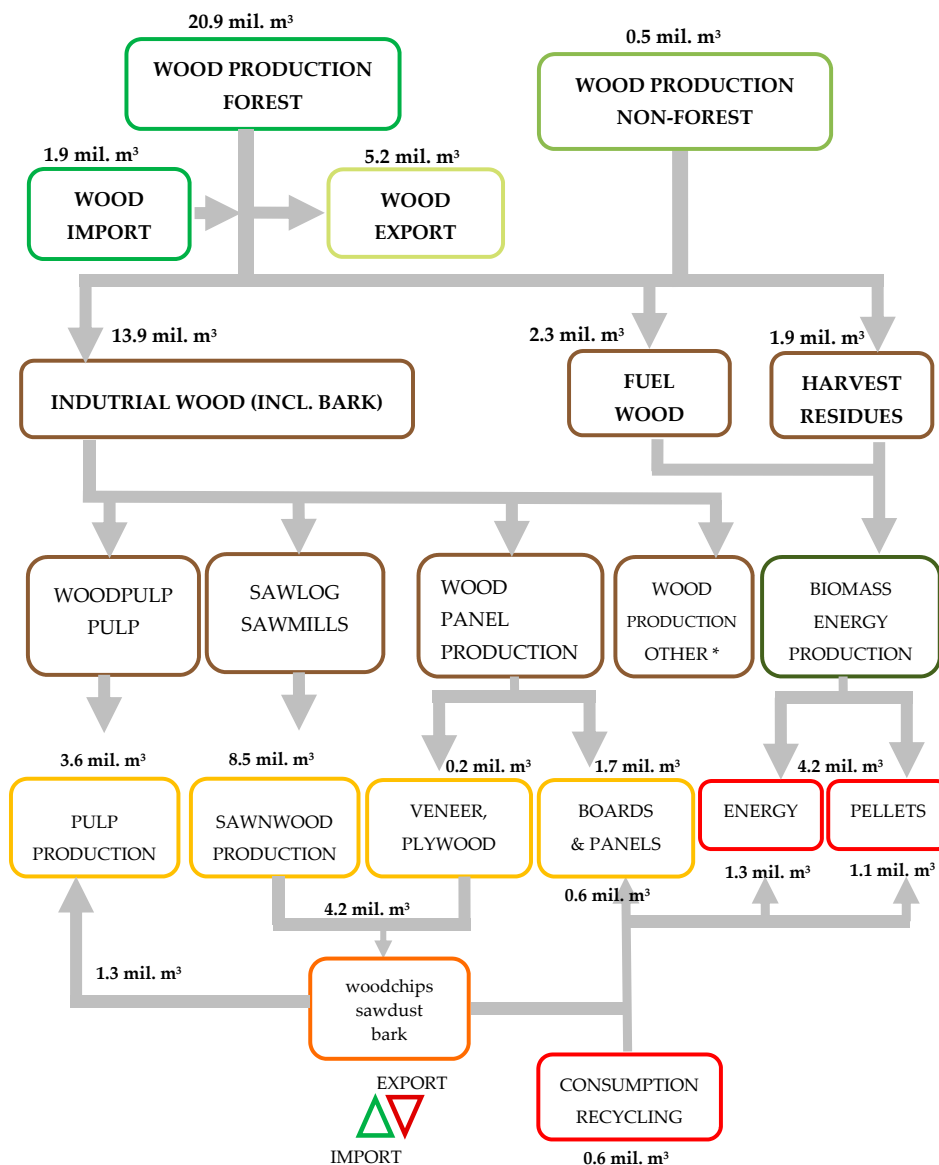 20.9 mil. m³
WOOD PRODUCTION
FOREST
0.5 mil. m³
WOOD PRODUCTION
NON-FOREST
1.9 mil. m³
WOOD
IMPORT
5.2 mil. m³
WOOD
EXPORT
13.9 mil. m³
INDUTRIAL WOOD (INCL. BARK)
2.3 mil. m³
FUEL
WOOD
1.9 mil. m³
HARVEST
RESIDUES
WOODPULP
PULP
SAWLOG
SAWMILLS
WOOD
PANEL
PRODUCTION
WOOD
PRODUCTION
OTHER *
BIOMASS
ENERGY
PRODUCTION
3.6 mil. m³
PULP
PRODUCTION
8.5 mil. m³
SAWNWOOD
PRODUCTION
0.2 mil. m³
VENEER,
PLYWOOD
1.7 mil. m³
BOARDS
& PANELS
4.2 mil. m³
ENERGY
PELLETS
1.3 mil. m³
1.1 mil. m³
0.6 mil. m³
4.2 mil. m³
1.3 mil. m³
woodchips
sawdust
bark
EXPORT
IMPORT
CONSUMPTION
RECYCLING
0.6 mil. m³